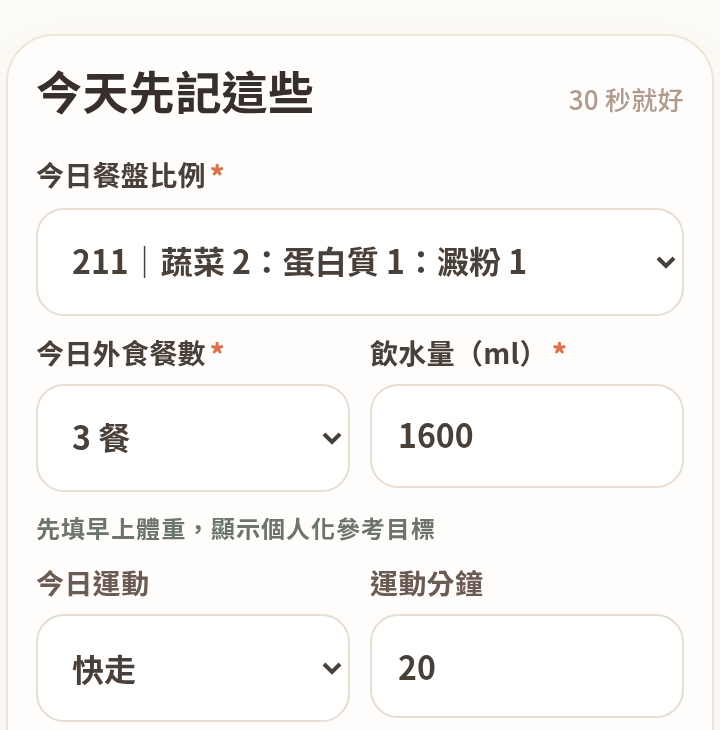 今天先記這些
30 秒就好
今日餐盤比例 *
211｜蔬菜 2：蛋白質 1：澱粉 1
今日外食餐數 *
飲水量（ml） *
3 餐
1600
先填早上體重，顯示個人化參考目標
今日運動
運動分鐘
快走
20